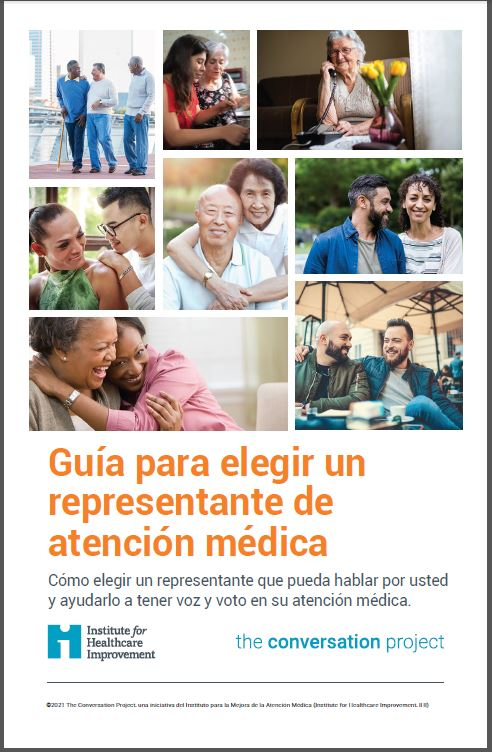 Guía para elegir un
representante de
atención médica
Cómo elegir un representante que pueda hablar por usted
y ayudarlo a tener voz y voto en su atención médica.
Institute for
Healthcare
Improvement
the conversation project
©2021 The Conversation Project, una iniciativa del Instituto para la Mejora de la Atención Médica (Institute for Healthcare Improvement, IHI)